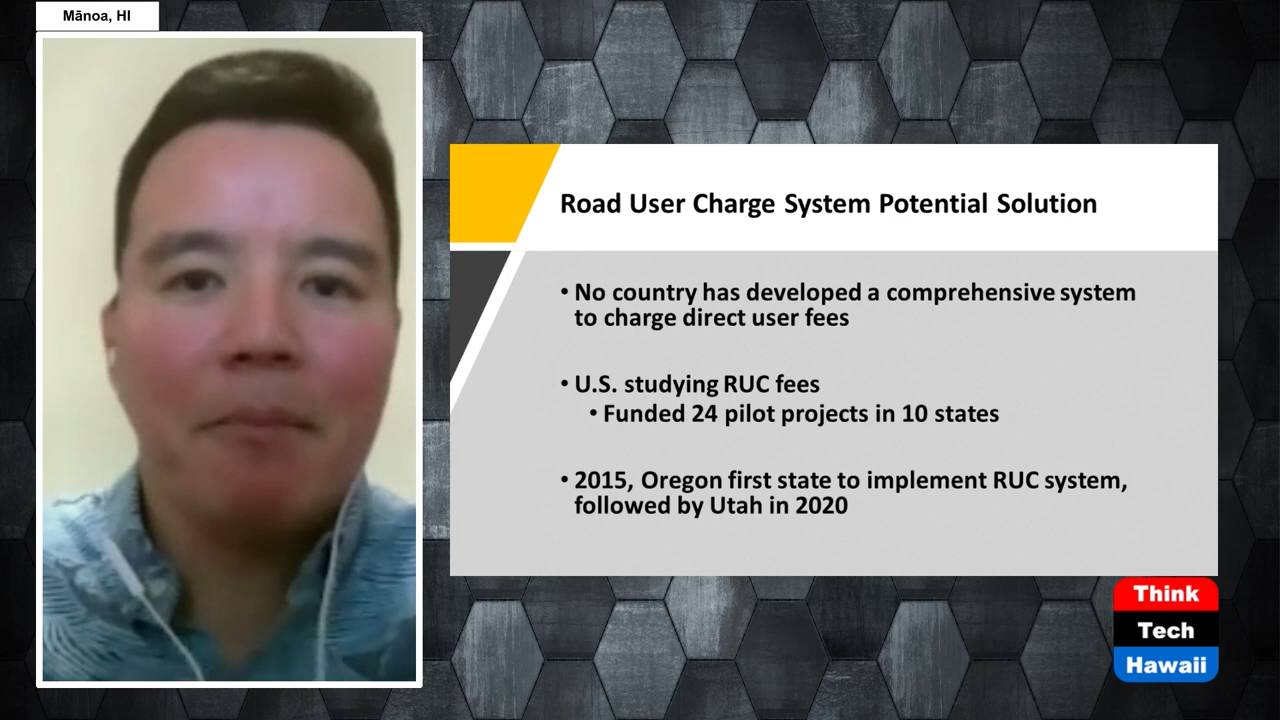 Mānoa, HI
Road User Charge System Potential Solution
• No country has developed a comprehensive system
to charge direct user fees
• U.S. studying RUC fees
• Funded 24 pilot projects in 10 states
• 2015, Oregon first state to implement RUC system,
followed by Utah in 2020
Think
Tech
Hawaii